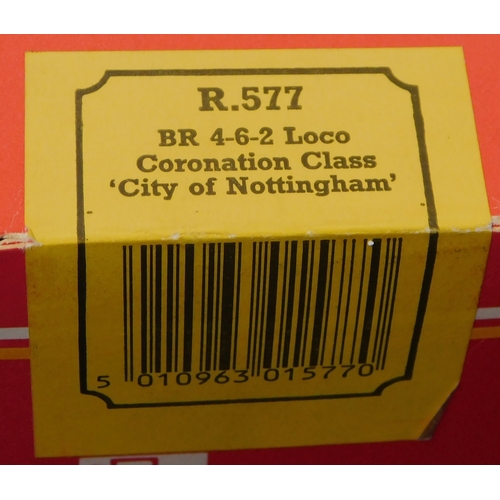 R.577
BR 4-6-2 Loco
Coronation Class
‘City of Nottingham’
5 010963 015770